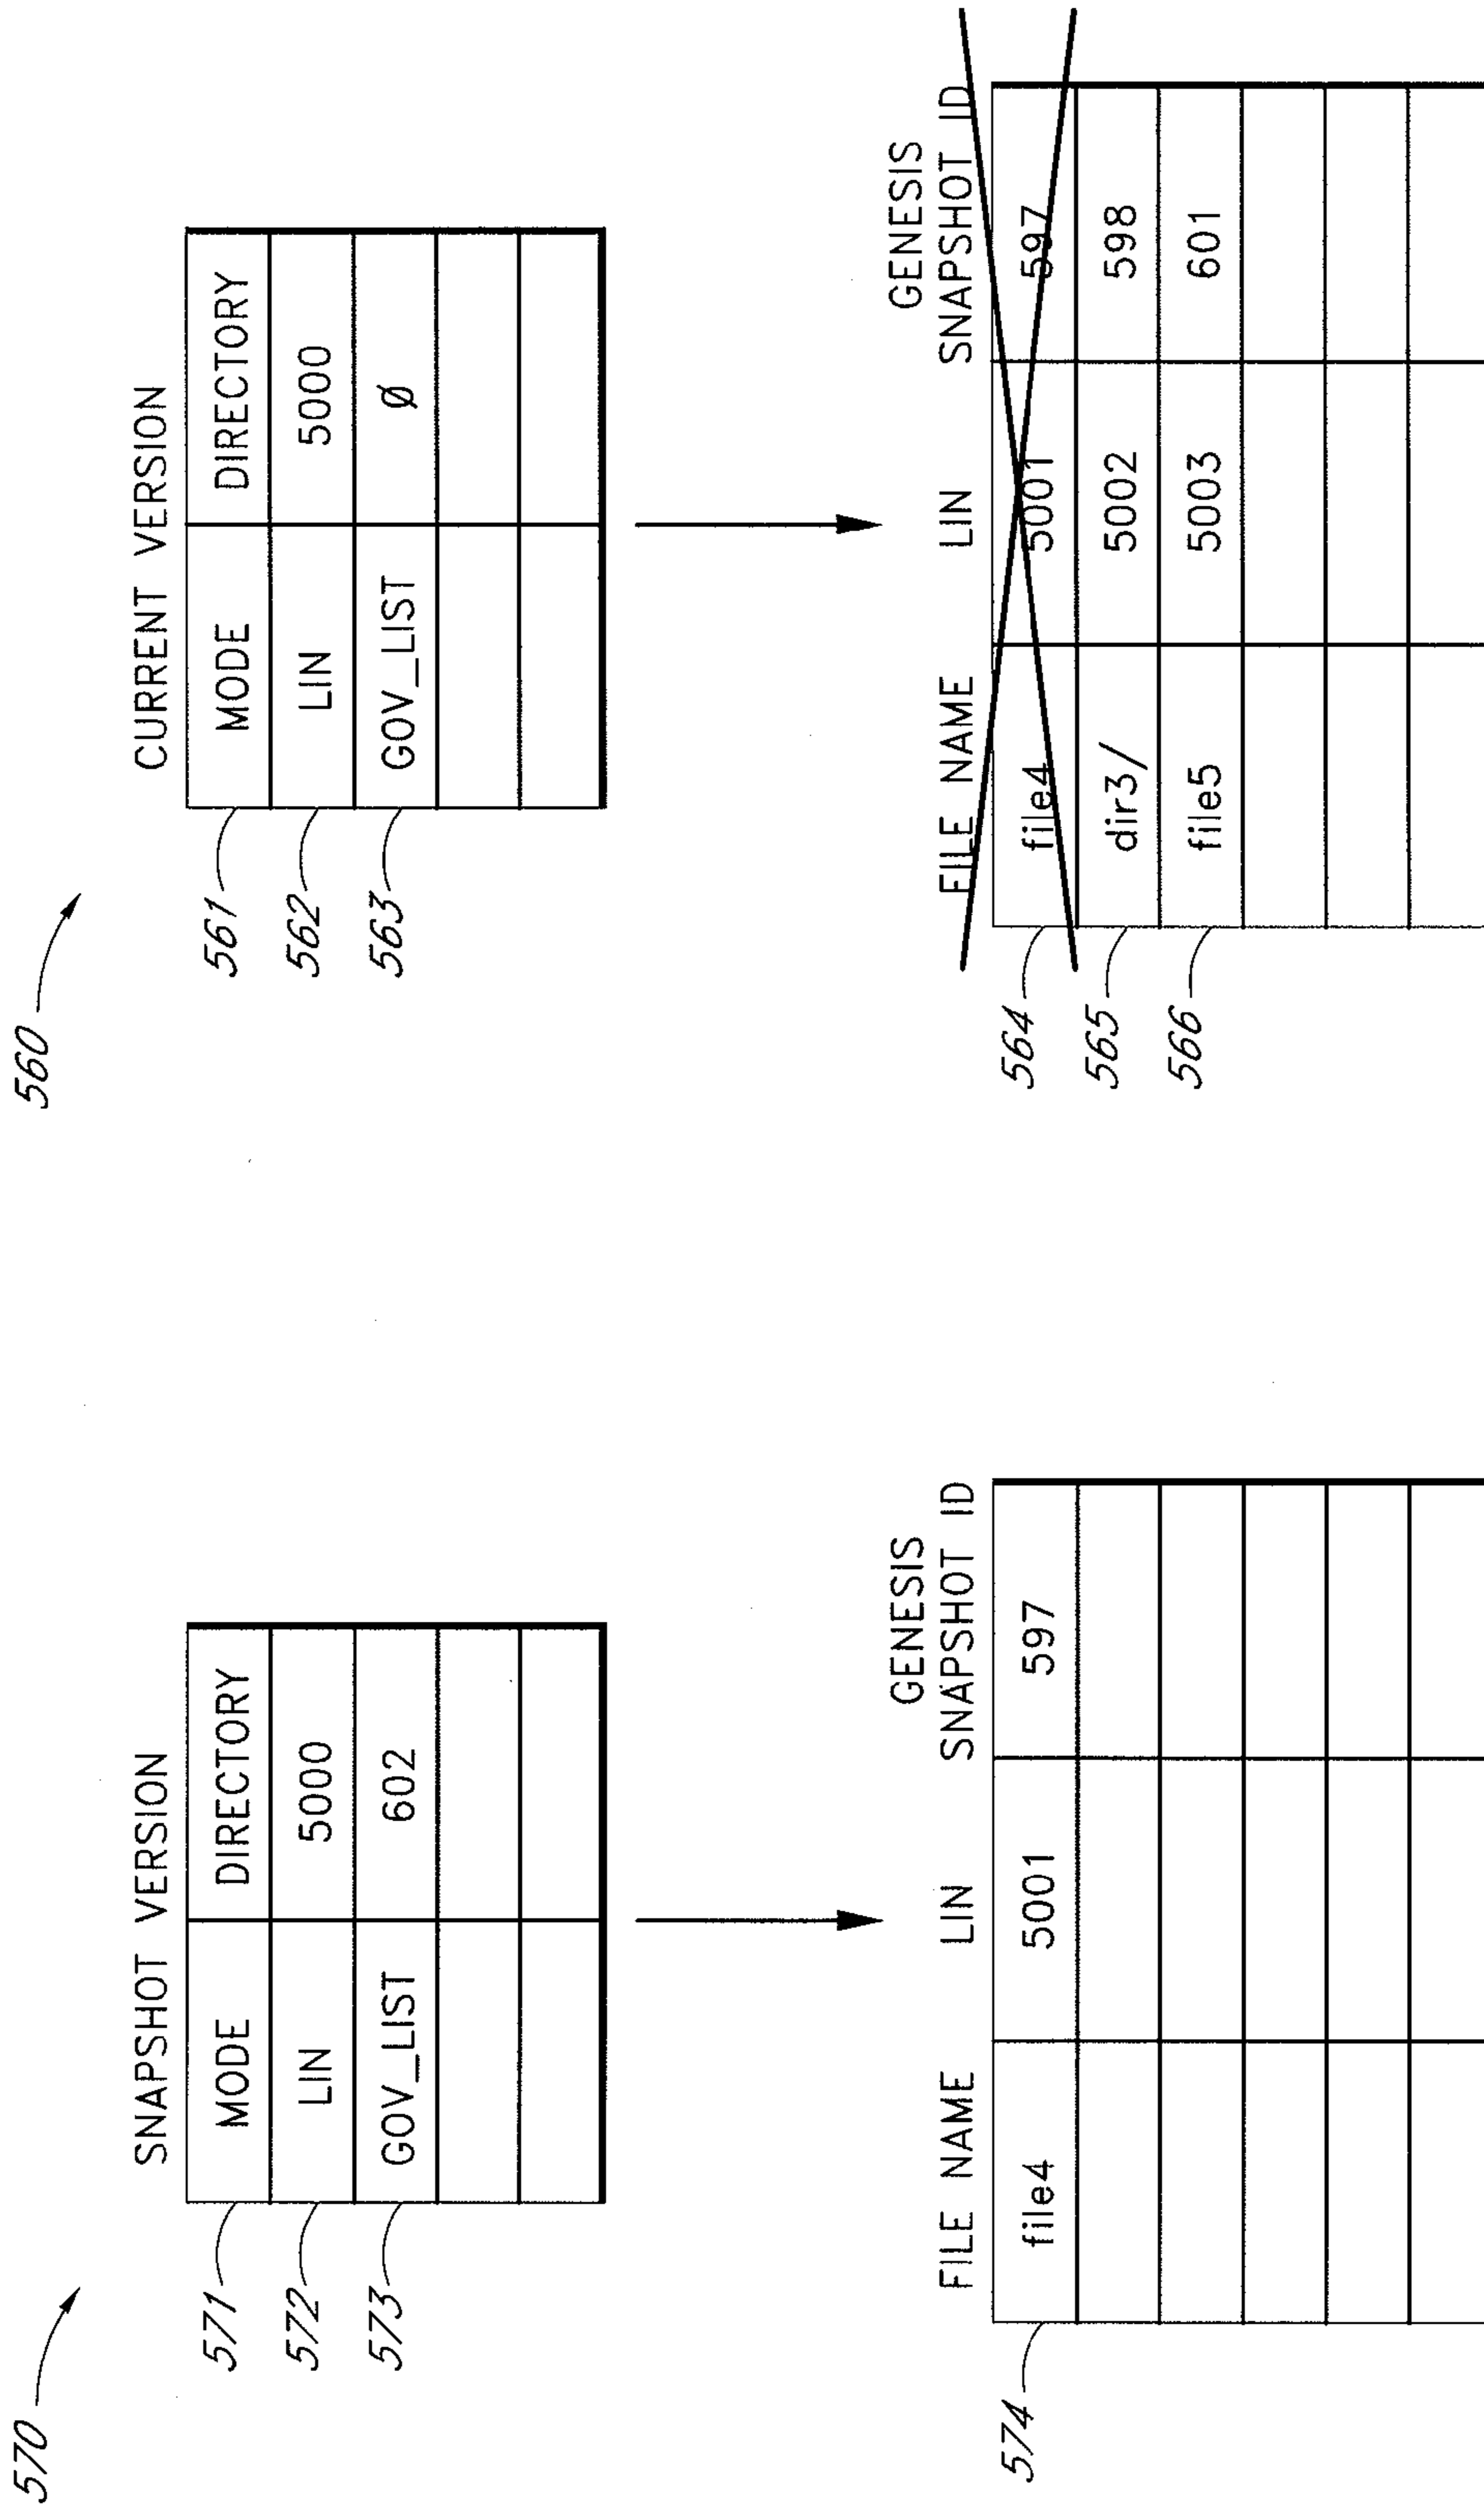 570
SNAPSHOT VERSION
571 MODE DIRECTORY
572 LIN 5000
573 GOV_LIST 602
GENESIS
FILE NAME LIN SNAPSHOT ID
574 file4 5001 597
560
CURRENT VERSION
561 MODE DIRECTORY
562 LIN 5000
563 GOV_LIST Ø
GENESIS
FILE NAME LIN SNAPSHOT ID
564 file4 5001 597
565 dir3/ 5002 598
566 file5 5003 601